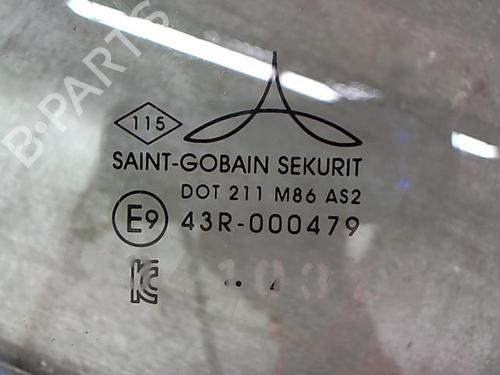 B-PARTS
115
SAINT-GOBAIN SEKURIT
DOT 211 M86 AS2
E9 43R-000479